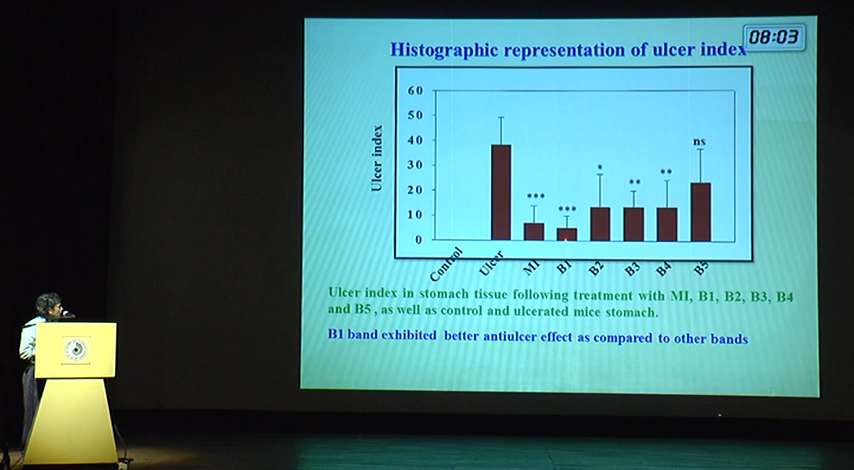 Histographic representation of ulcer index
08:03
60
50
40
30
20
10
0
Ulcer index
***
***
*
**
**
ns
Control
Ulcar
MI
B1
B2
B3
B4
B5
Ulcer index in stomach tissue following treatment with MI, B1, B2, B3, B4
and B5 , as well as control and ulcerated mice stomach.
B1 band exhibited better antiulcer effect as compared to other bands